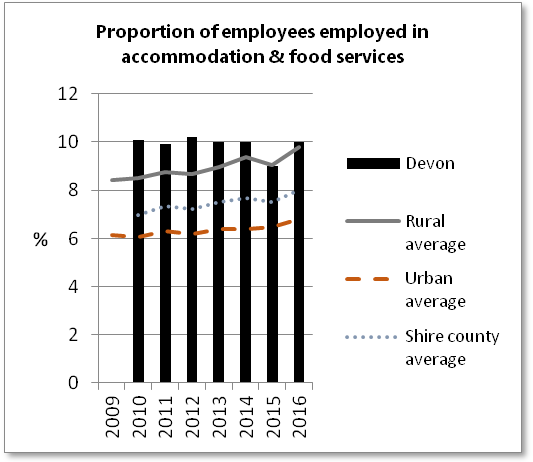 Proportion of employees employed in
accommodation & food services
12
10
8
6
4
2
0
%
2009
2010
2011
2012
2013
2014
2015
2016
Devon
Rural
average
Urban
average
Shire county
average